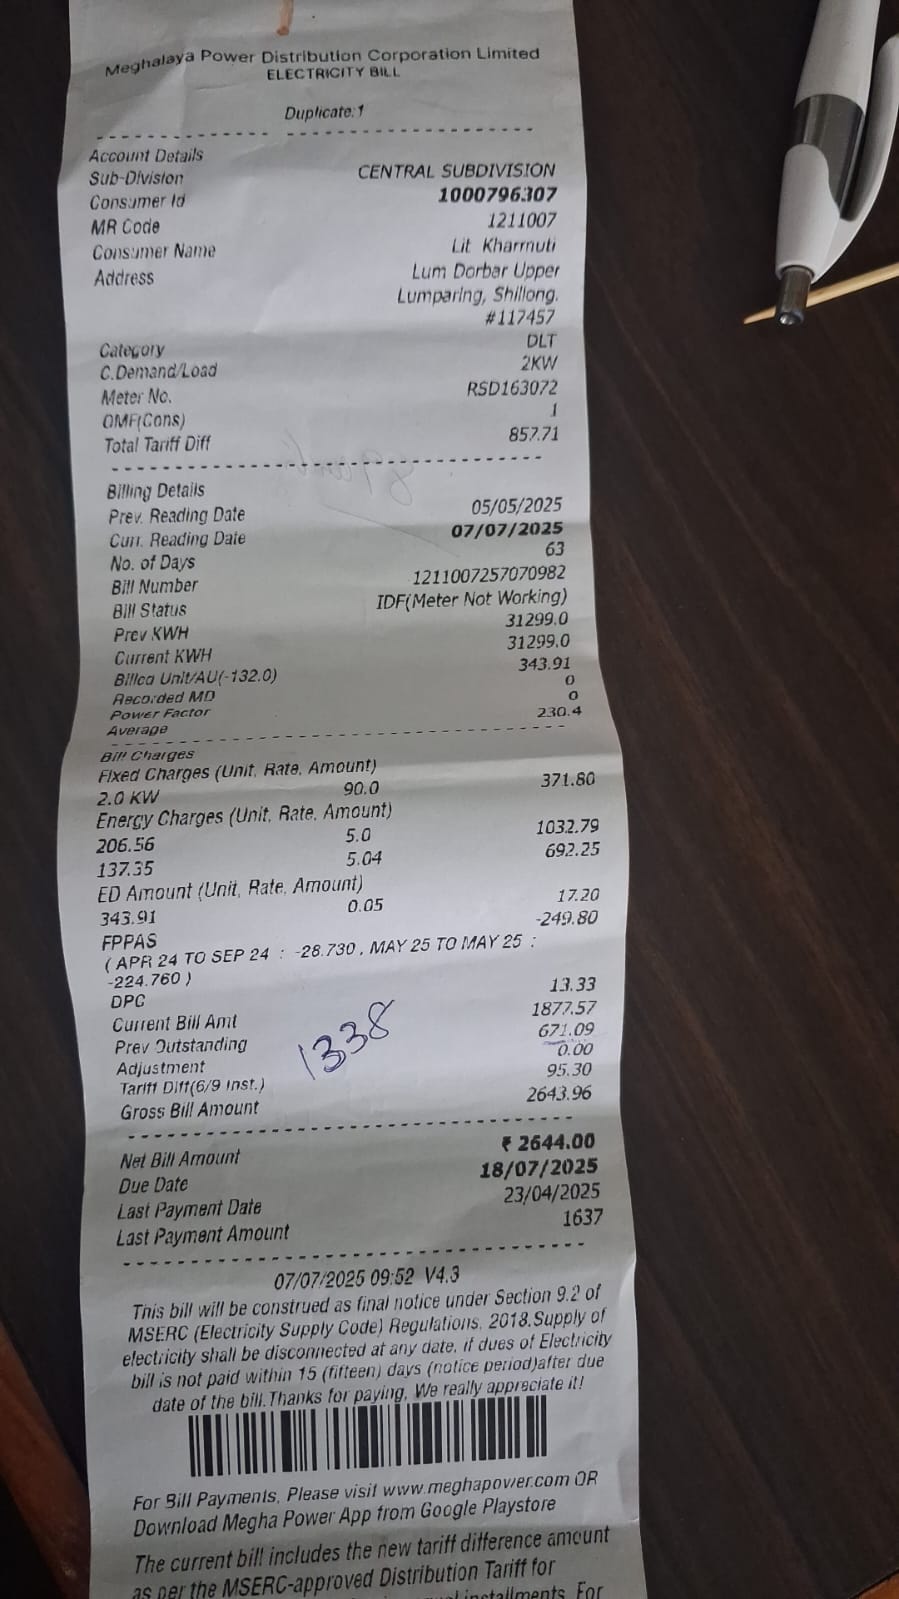 Meghalaya Power Distribution Corporation Limited
ELECTRICITY BILL
Duplicate:1
Account Details
Sub-Division CENTRAL SUBDIVISION
Consumer Id 1000796307
MR Code 1211007
Consumer Name Lit Kharmuti
Address Lum Dorbar Upper
Lumparing, Shillong.
#117457
Category DLT
C.Demand/Load 2KW
Meter No. RSD163072
OMF(Cons) 1
Total Tariff Diff 857.71
Billing Details
Prev. Reading Date 05/05/2025
Curr. Reading Date 07/07/2025
No. of Days 63
Bill Number 1211007257070982
Bill Status IDF(Meter Not Working)
Prev KWH 31299.0
Current KWH 31299.0
Billed Unit/AU(-132.0) 343.91
Recorded MD 0
Power Factor 0
Average 230.4
Bill Charges
Fixed Charges (Unit, Rate, Amount)
2.0 KW 90.0 371.80
Energy Charges (Unit, Rate, Amount)
206.56 5.0 1032.79
137.35 5.04 692.25
ED Amount (Unit, Rate, Amount)
343.91 0.05 17.20
FPPAS -249.80
( APR 24 TO SEP 24 : -28.730 , MAY 25 TO MAY 25 :
-224.760 )
DPC 13.33
Current Bill Amt 1877.57
Prev Outstanding 671.09
Adjustment 0.00
Tariff Diff(6/9 Inst.) 95.30
Gross Bill Amount 2643.96
1338
Net Bill Amount ₹ 2644.00
Due Date 18/07/2025
Last Payment Date 23/04/2025
Last Payment Amount 1637
07/07/2025 09:52 V4.3
This bill will be construed as final notice under Section 9.2 of
MSERC (Electricity Supply Code) Regulations, 2018.Supply of
electricity shall be disconnected at any date, if dues of Electricity
bill is not paid within 15 (fifteen) days (notice period)after due
date of the bill.Thanks for paying, We really appreciate it!
For Bill Payments, Please visit www.meghapower.com OR
Download Megha Power App from Google Playstore
The current bill includes the new tariff difference amount
as per the MSERC-approved Distribution Tariff for
installments. For